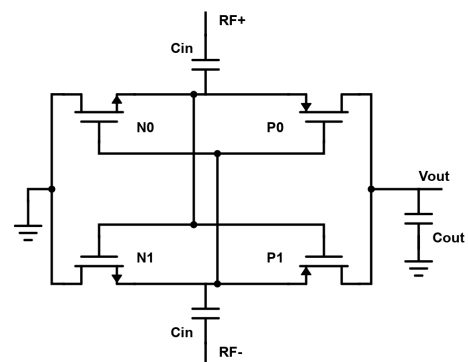 RF+
Cin
N0
P0
Vout
Cout
N1
P1
Cin
RF-